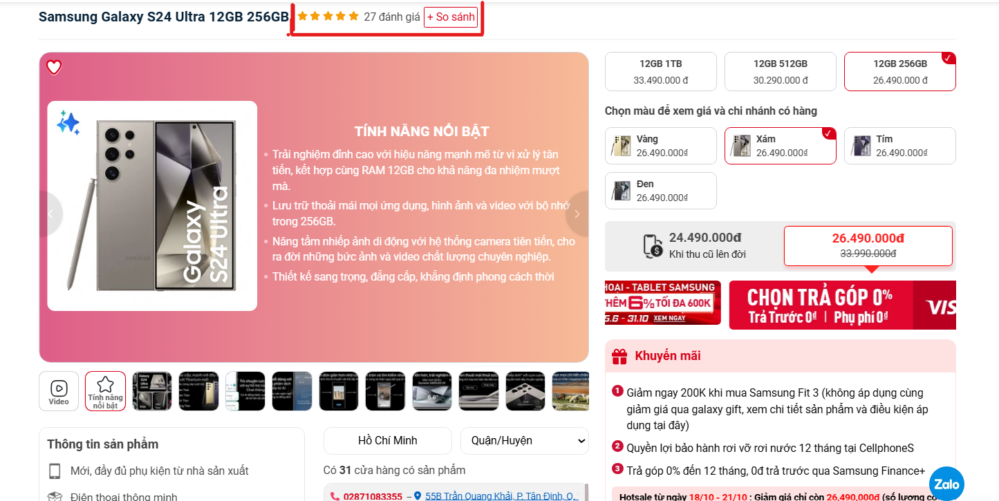 Samsung Galaxy S24 Ultra 12GB 256GB
27 đánh giá
+ So sánh
TÍNH NĂNG NỔI BẬT
Trải nghiệm đỉnh cao với hiệu năng mạnh mẽ từ vi xử lý tân
tiến, kết hợp cùng RAM 12GB cho khả năng đa nhiệm mượt
mà.
Lưu trữ thoải mái mọi ứng dụng, hình ảnh và video với bộ nhớ
trong 256GB.
Nâng tầm nhiếp ảnh di động với hệ thống camera tiên tiến, cho
ra đời những bức ảnh và video chất lượng chuyên nghiệp.
Thiết kế sang trọng, đẳng cấp, khẳng định phong cách thời
Galaxy
S24 Ultra
SAMSUNG
Video
Tính năng
nổi bật
Thông tin sản phẩm
Mới, đầy đủ phụ kiện từ nhà sản xuất
Điện thoại thông minh
Hồ Chí Minh
Quận/Huyện
Có 31 cửa hàng có sản phẩm
02871083355 – 55B Trần Quang Khải, P. Tân Định, Q.
12GB 1TB
33.490.000 đ
12GB 512GB
30.290.000 đ
12GB 256GB
26.490.000 đ
Chọn màu để xem giá và chi nhánh có hàng
Vàng
26.490.000₫
Xám
26.490.000₫
Tím
26.490.000₫
Đen
26.490.000₫
24.490.000đ
Khi thu cũ lên đời
26.490.000đ
33.990.000đ
HOẠI - TABLET SAMSUNG
THÊM 6% TỐI ĐA 600K
5.6 - 31.10 XEM NGAY
CHỌN TRẢ GÓP 0%
Trả Trước 0đ | Phụ phí 0đ
VIS
Khuyến mãi
1 Giảm ngay 200K khi mua Samsung Fit 3 (không áp dụng cùng
giảm giá qua galaxy gift, xem chi tiết sản phẩm và điều kiện áp
dụng tại đây)
2 Quyền lợi bảo hành rơi vỡ rơi nước 12 tháng tại CellphoneS
3 Trả góp 0% đến 12 tháng, 0đ trả trước qua Samsung Finance+
Hotsale từ ngày 18/10 - 21/10 : Giảm giá chỉ còn 26,490,000đ (số lượng có
Zalo